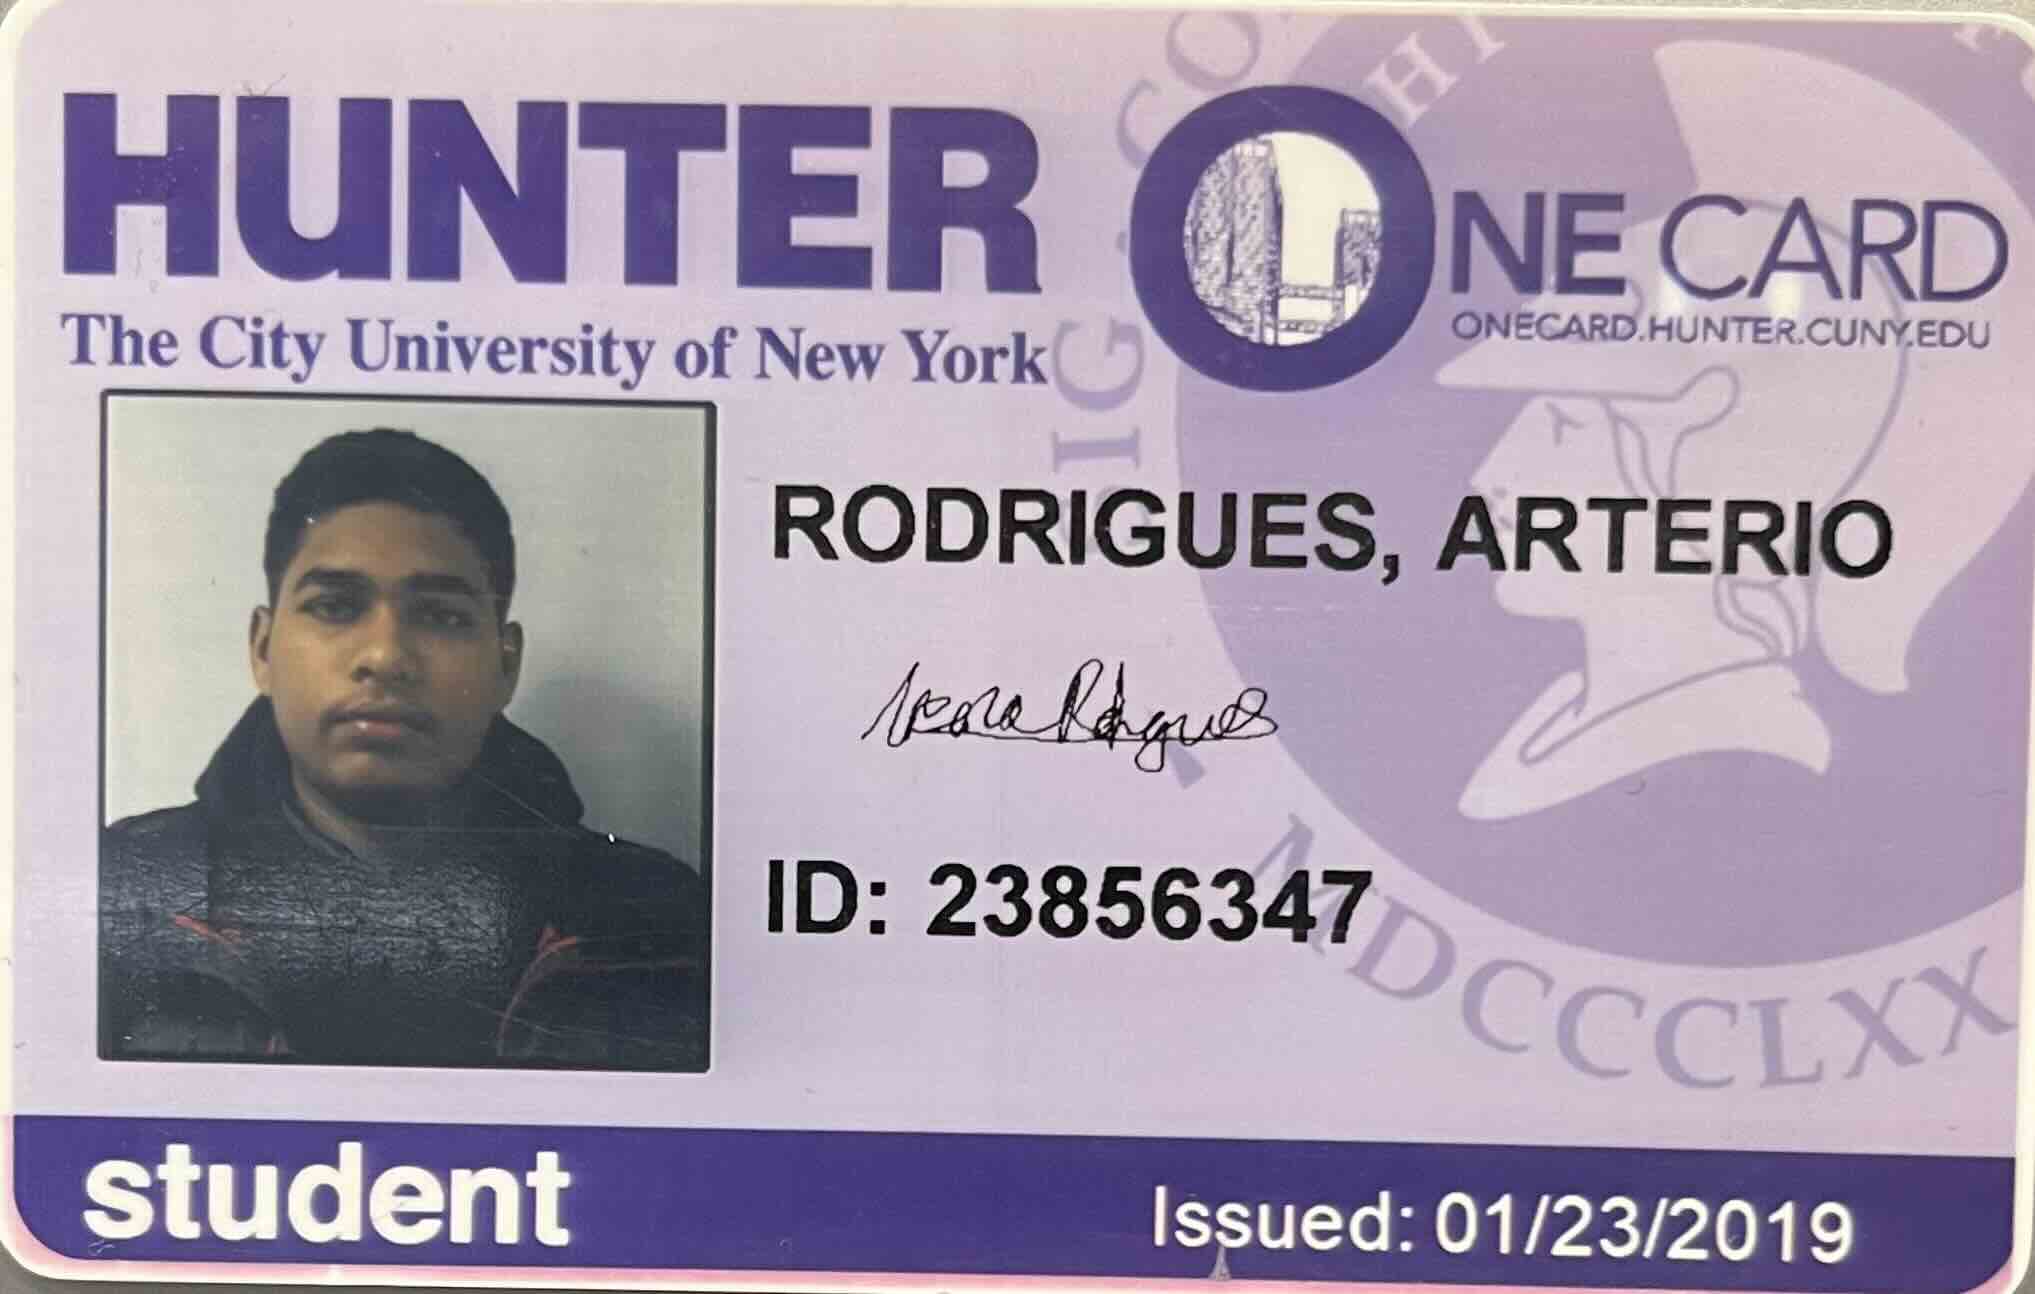 HUNTER ONE CARD
The City University of New York
ONECARD.HUNTER.CUNY.EDU
RODRIGUES, ARTERIO
Rodrigues
ID: 23856347
MDCCCLXX
student
Issued: 01/23/2019